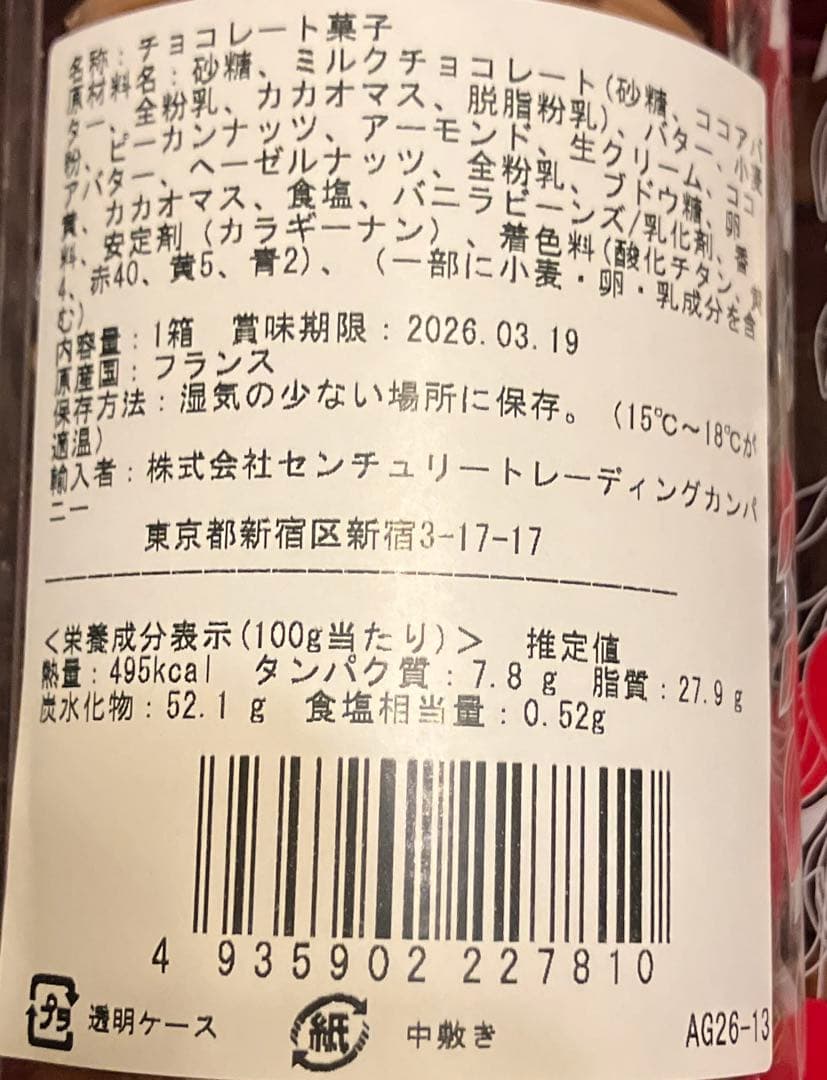 名称：チョコレート菓子
原材料名：砂糖、ミルクチョコレート(砂糖、ココアバ
ター、全粉乳、カカオマス、脱脂粉乳)、バター、小麦
粉、ピーカンナッツ、アーモンド、生クリーム、ココ
アバター、ヘーゼルナッツ、全粉乳、ブドウ糖、卵
黄、カカオマス、食塩、バニラビーンズ/乳化剤、香
料、安定剤（カラギーナン）、着色料(酸化チタン、黄
4、赤40、黄5、青2)、（一部に小麦・卵・乳成分を含
む)
内容量：1箱　賞味期限：2026.03.19
原産国：フランス
保存方法：湿気の少ない場所に保存。（15℃～18℃が
適温）
輸入者：株式会社センチュリートレーディングカンパ
ニー
東京都新宿区新宿3-17-17
＜栄養成分表示(100g当たり)＞　推定値
熱量：495kcal　タンパク質：7.8 g　脂質：27.9 g
炭水化物：52.1 g　食塩相当量：0.52g
4 935902 227810
プラ 透明ケース　紙 中敷き　AG26-13